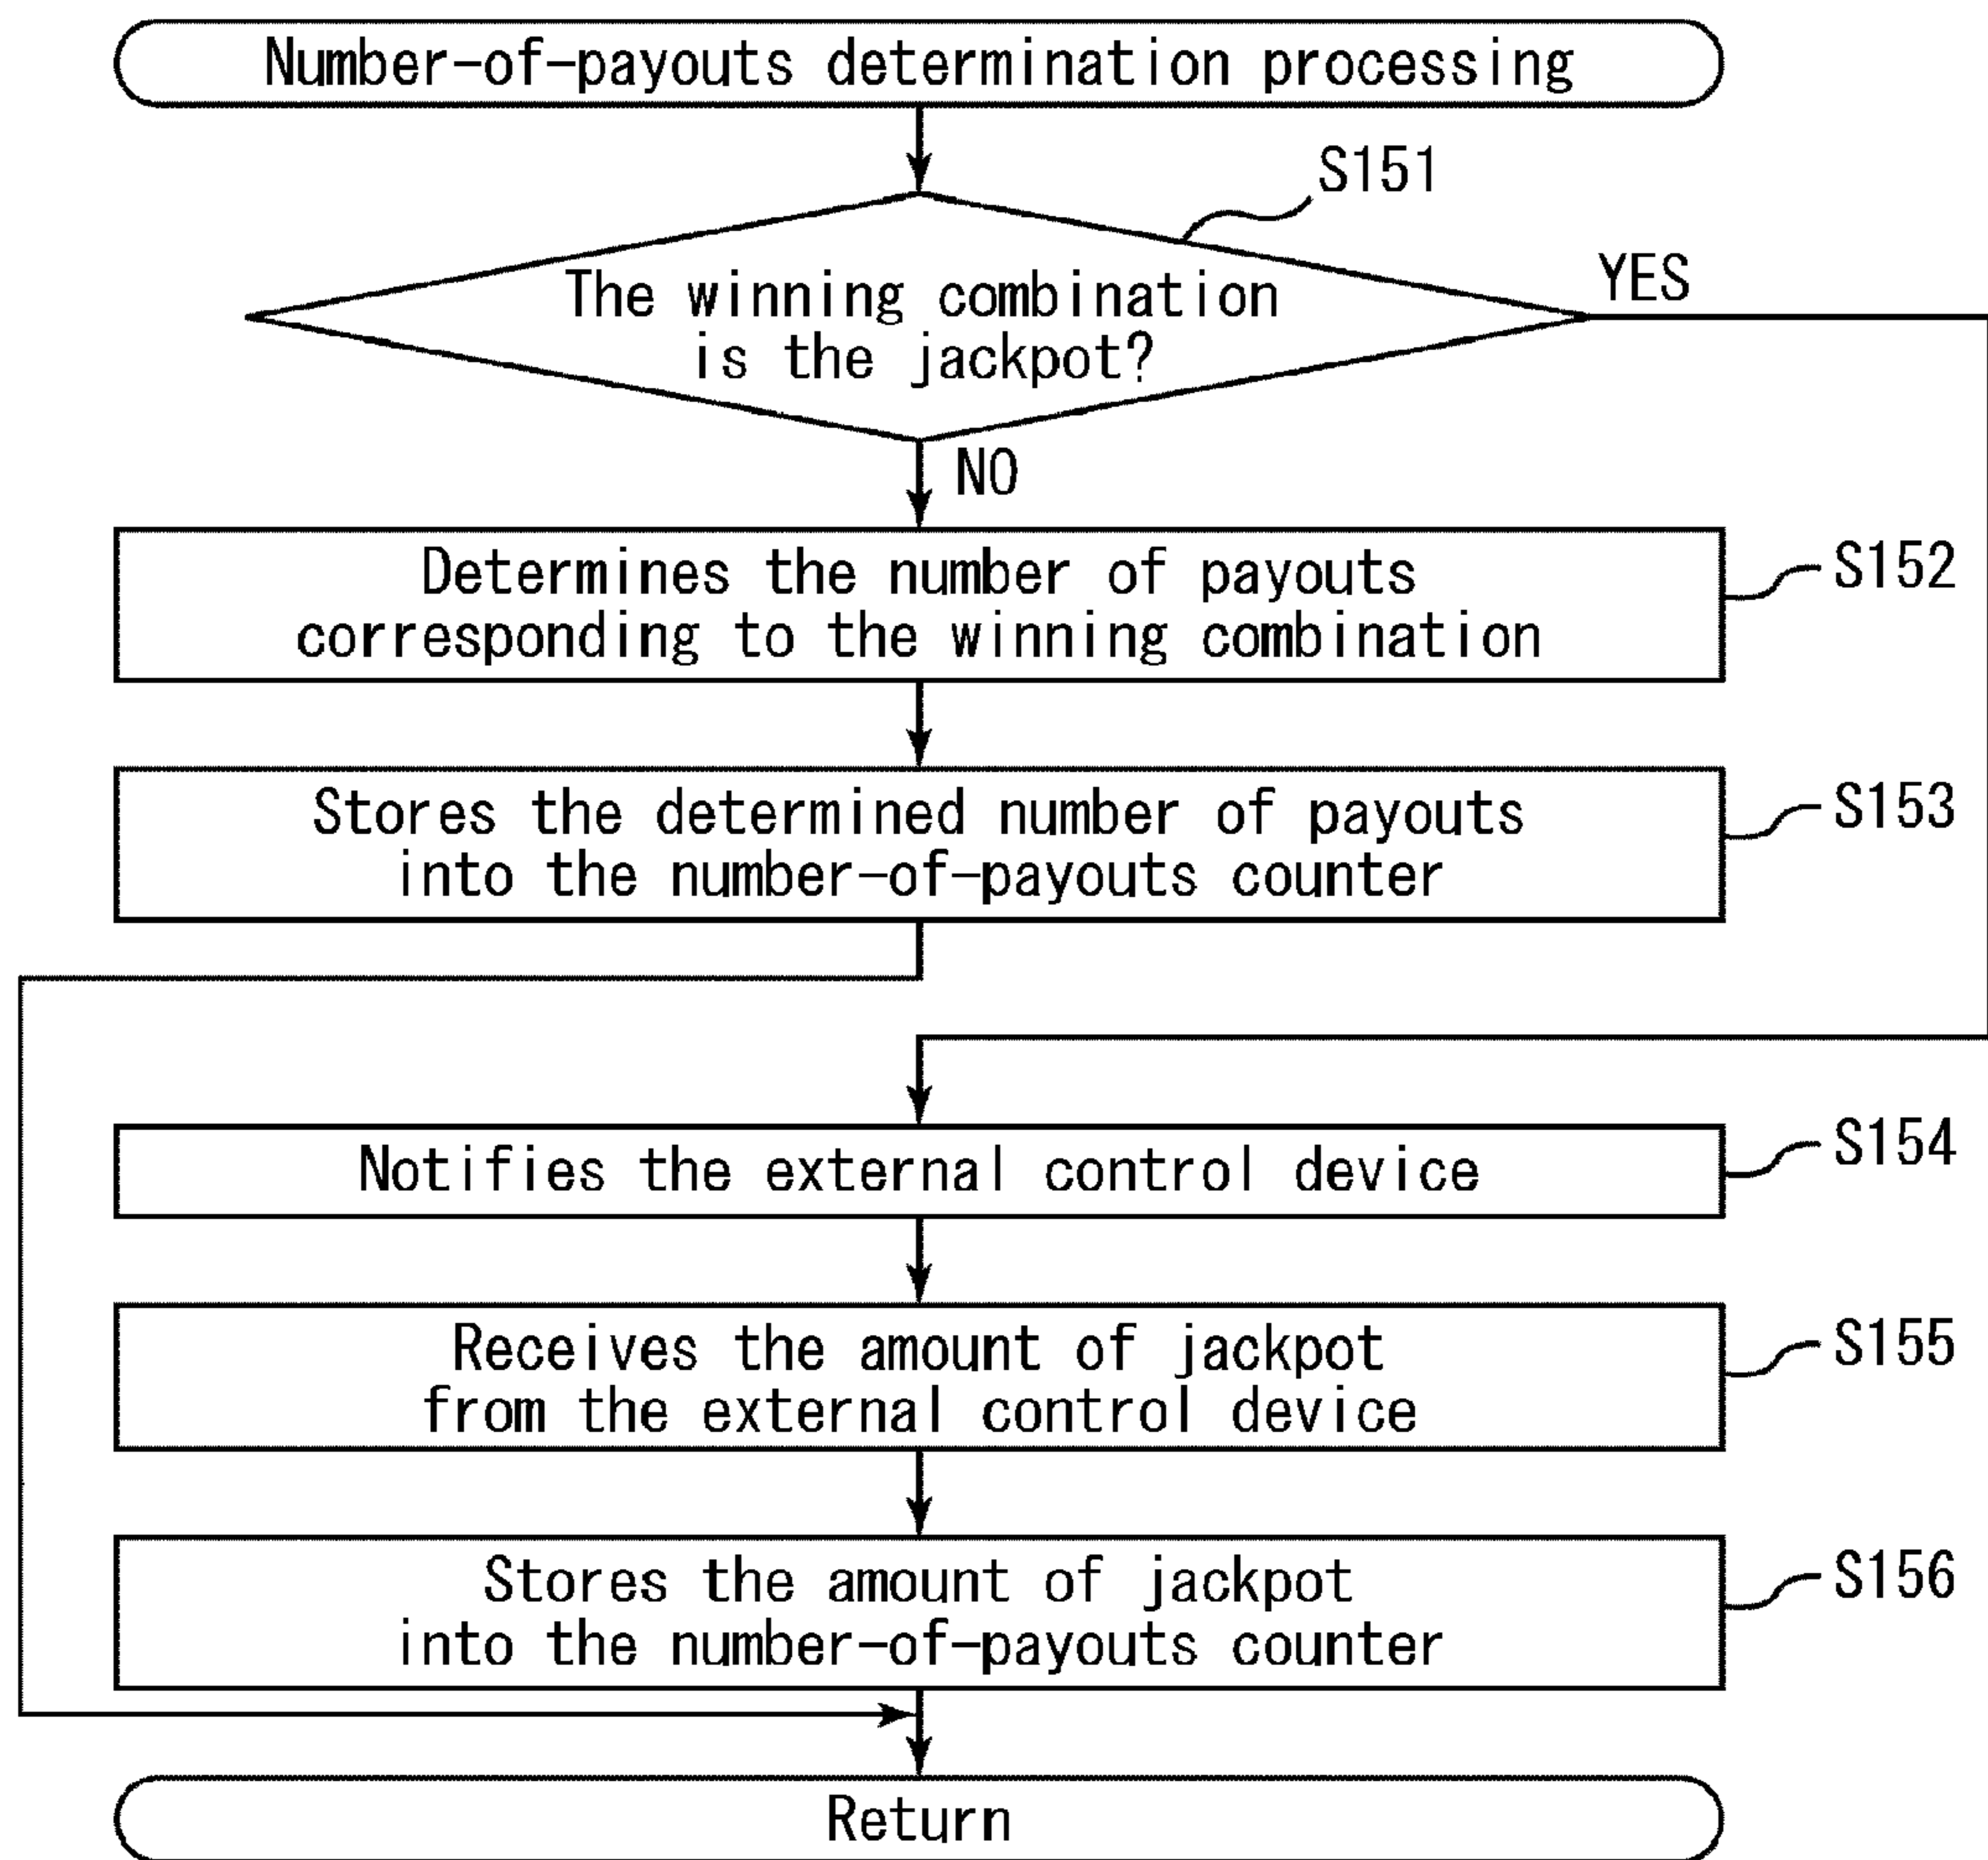 Number-of-payouts determination processing
S151
YES
The winning combination
is the jackpot?
NO
Determines the number of payouts
corresponding to the winning combination
S152
Stores the determined number of payouts
into the number-of-payouts counter
S153
Notifies the external control device
S154
Receives the amount of jackpot
from the external control device
S155
Stores the amount of jackpot
into the number-of-payouts counter
S156
Return